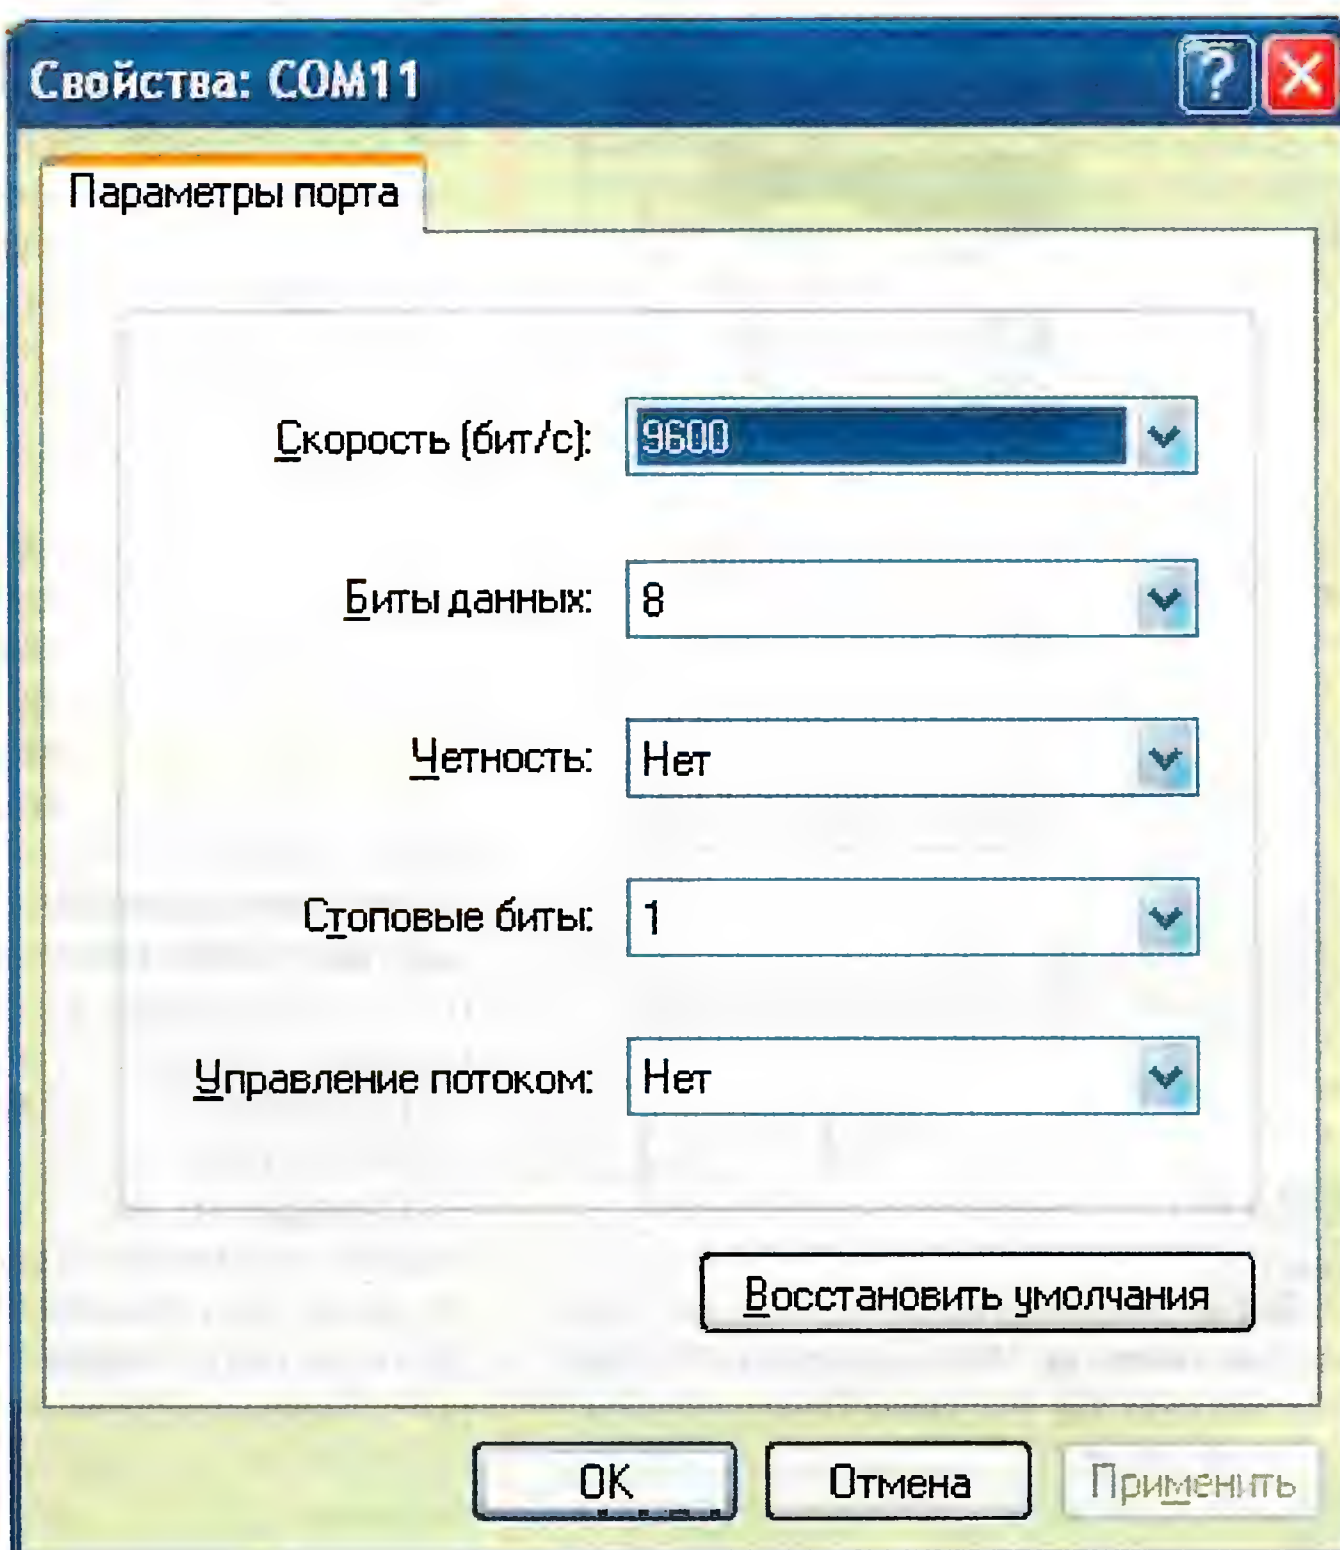 Свойства: COM11
?
Параметры порта
Скорость (бит/с): 9600
Биты данных: 8
Четность: Нет
Стоповые биты: 1
Управление потоком: Нет
Восстановить умолчания
ОК Отмена Применить